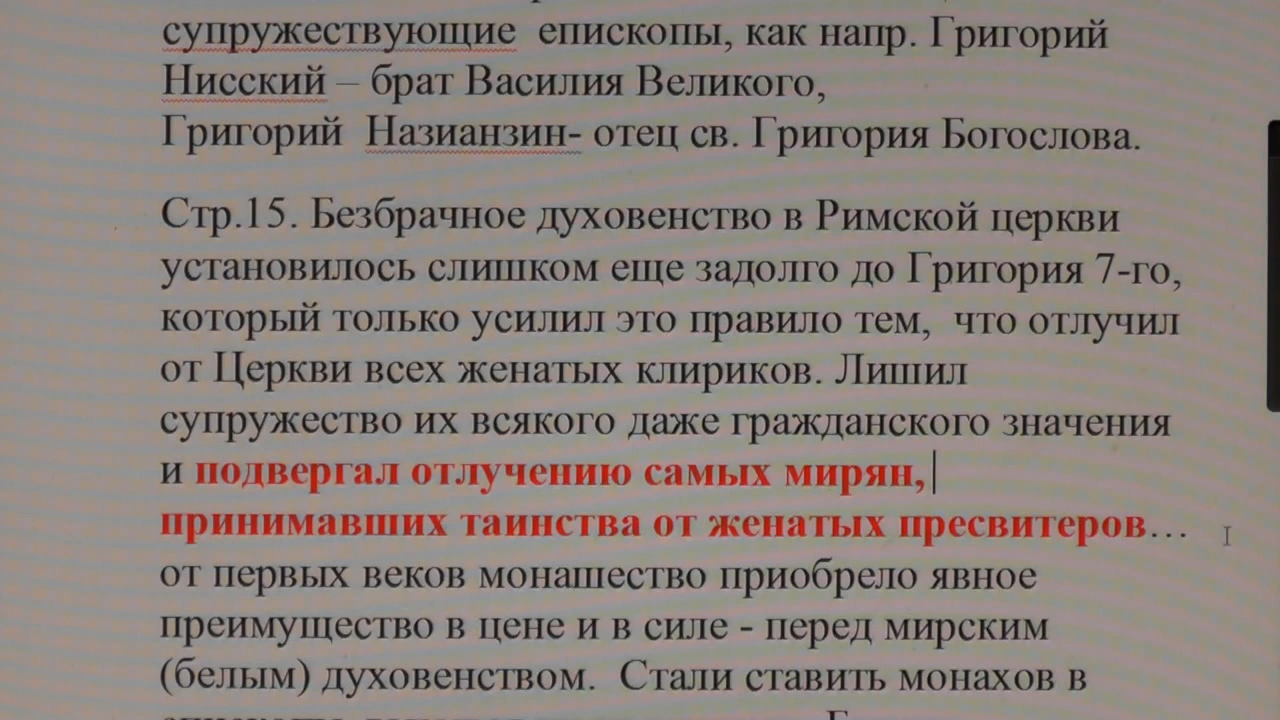 супружествующие епископы, как напр. Григорий
Нисский – брат Василия Великого,
Григорий Назианзин- отец св. Григория Богослова.
Стр.15. Безбрачное духовенство в Римской церкви
установилось слишком еще задолго до Григория 7-го,
который только усилил это правило тем, что отлучил
от Церкви всех женатых клириков. Лишил
супружество их всякого даже гражданского значения
и подвергал отлучению самых мирян,
принимавших таинства от женатых пресвитеров…
от первых веков монашество приобрело явное
преимущество в цене и в силе - перед мирским
(белым) духовенством. Стали ставить монахов в